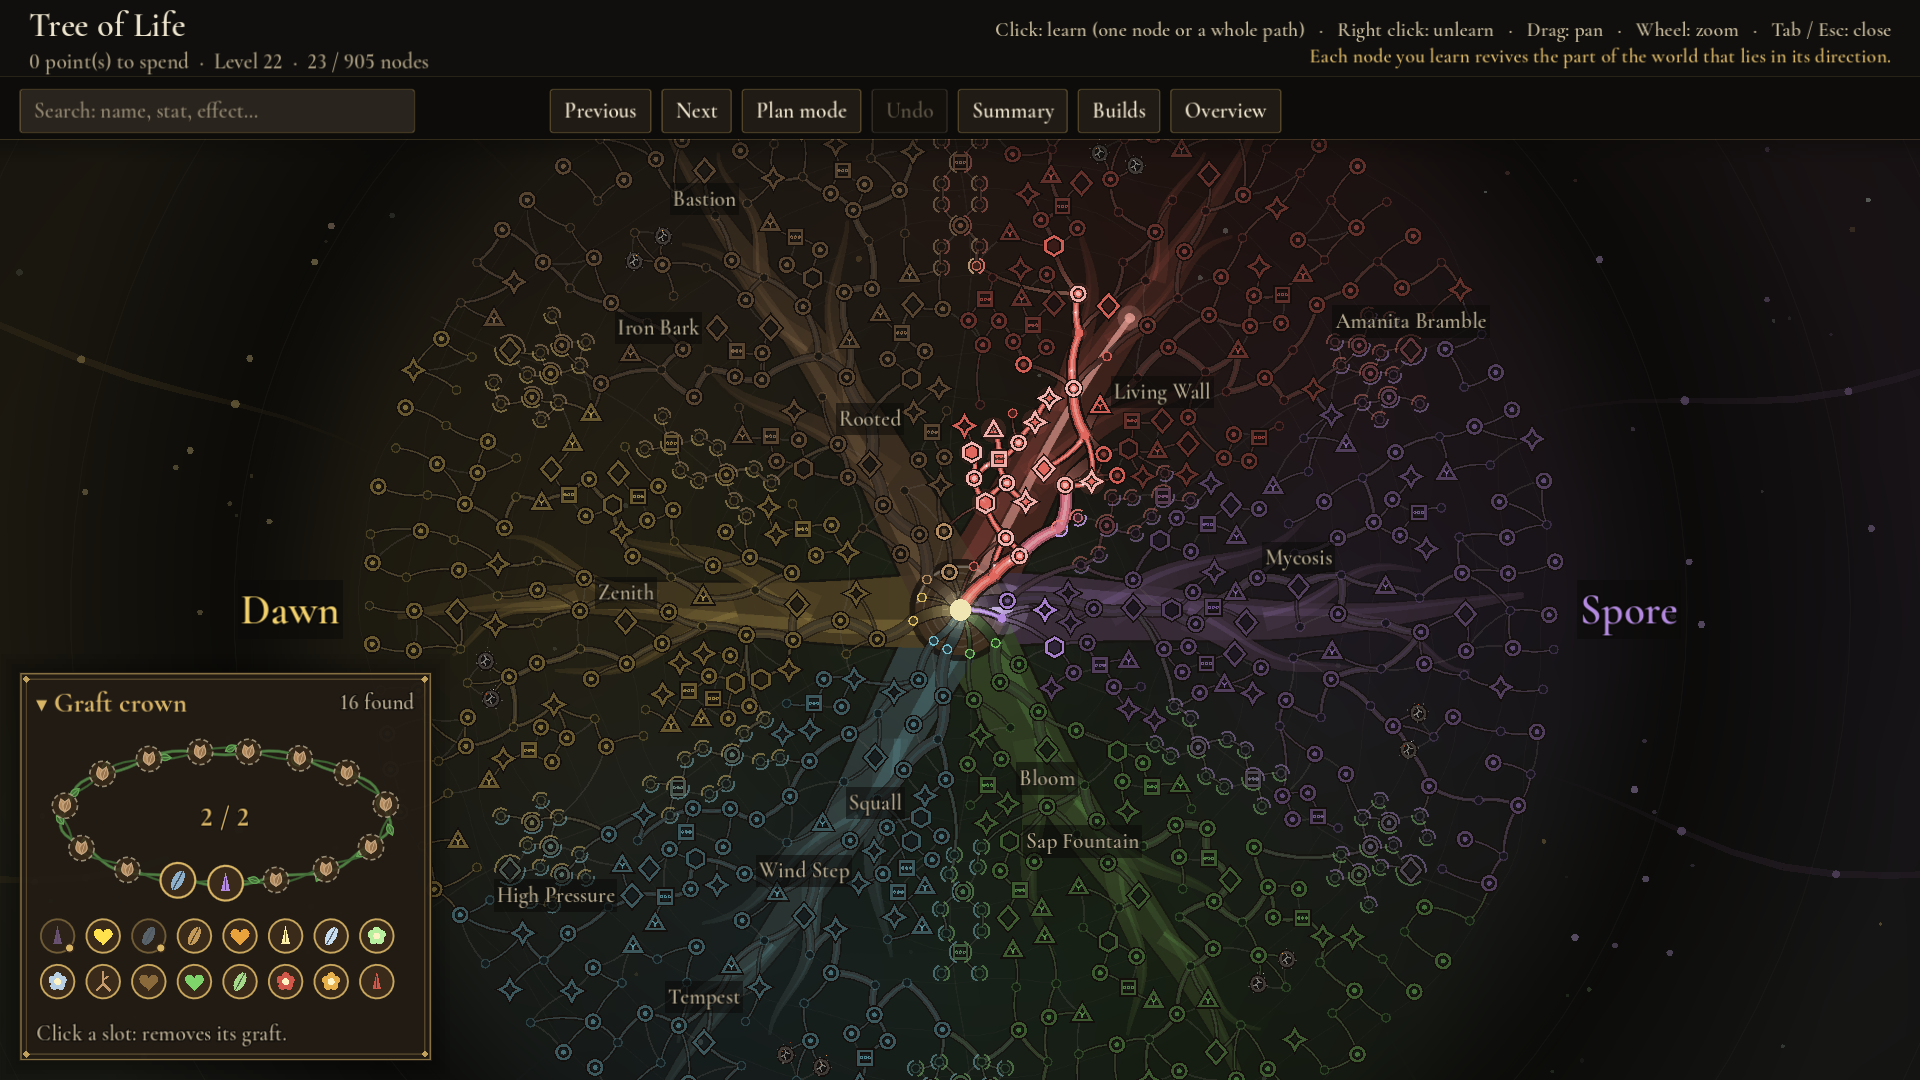 Tree of Life
0 point(s) to spend · Level 22 · 23 / 905 nodes
Click: learn (one node or a whole path) · Right click: unlearn · Drag: pan · Wheel: zoom · Tab / Esc: close
Each node you learn revives the part of the world that lies in its direction.
Search: name, stat, effect...
Previous
Next
Plan mode
Undo
Summary
Builds
Overview
Bastion
Iron Bark
Amanita Bramble
Living Wall
Rooted
Mycosis
Zenith
Dawn
Spore
Bloom
Squall
Sap Fountain
Wind Step
High Pressure
Tempest
▾ Graft crown
16 found
2 / 2
Click a slot: removes its graft.